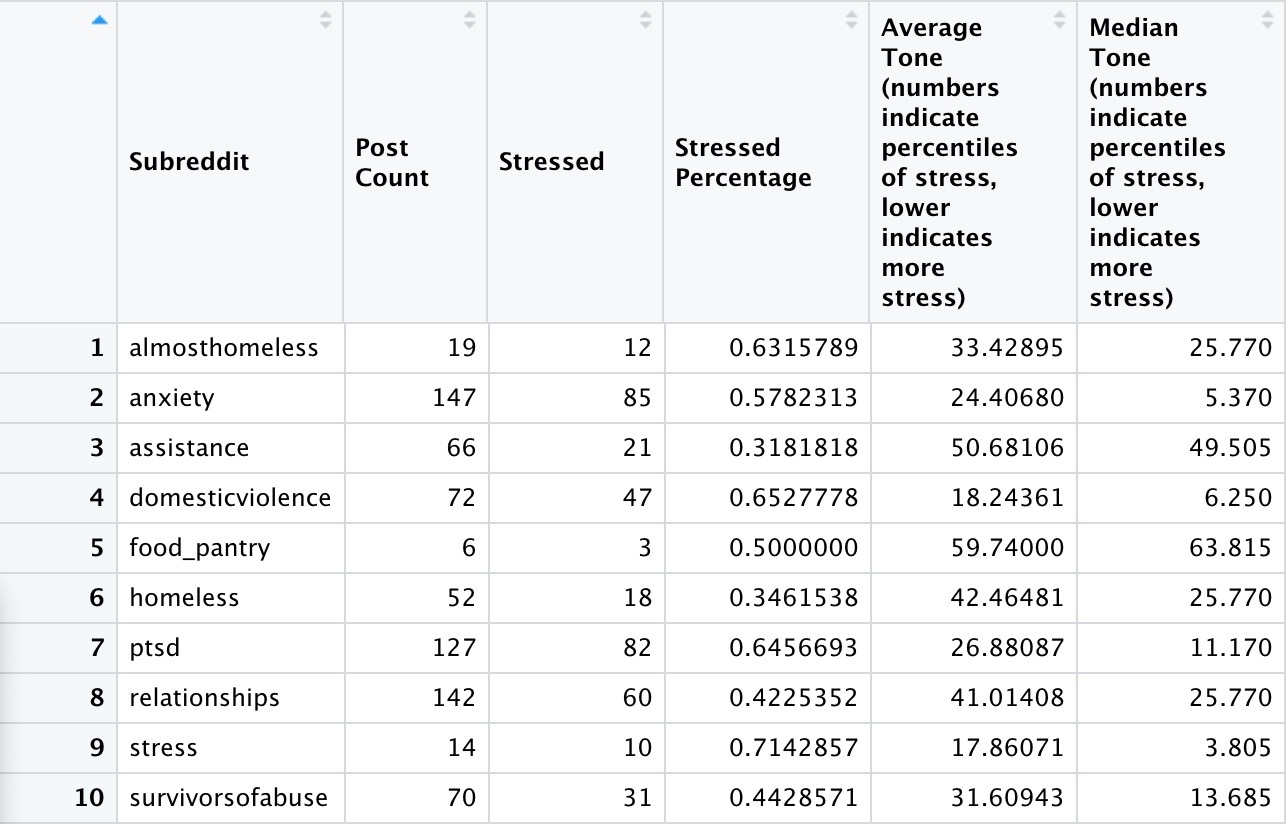 Subreddit Post Count Stressed Stressed Percentage Average Tone (numbers indicate percentiles of stress, lower indicates more stress) Median Tone (numbers indicate percentiles of stress, lower indicates more stress)
1 almosthomeless 19 12 0.6315789 33.42895 25.770
2 anxiety 147 85 0.5782313 24.40680 5.370
3 assistance 66 21 0.3181818 50.68106 49.505
4 domesticviolence 72 47 0.6527778 18.24361 6.250
5 food_pantry 6 3 0.5000000 59.74000 63.815
6 homeless 52 18 0.3461538 42.46481 25.770
7 ptsd 127 82 0.6456693 26.88087 11.170
8 relationships 142 60 0.4225352 41.01408 25.770
9 stress 14 10 0.7142857 17.86071 3.805
10 survivorsofabuse 70 31 0.4428571 31.60943 13.685